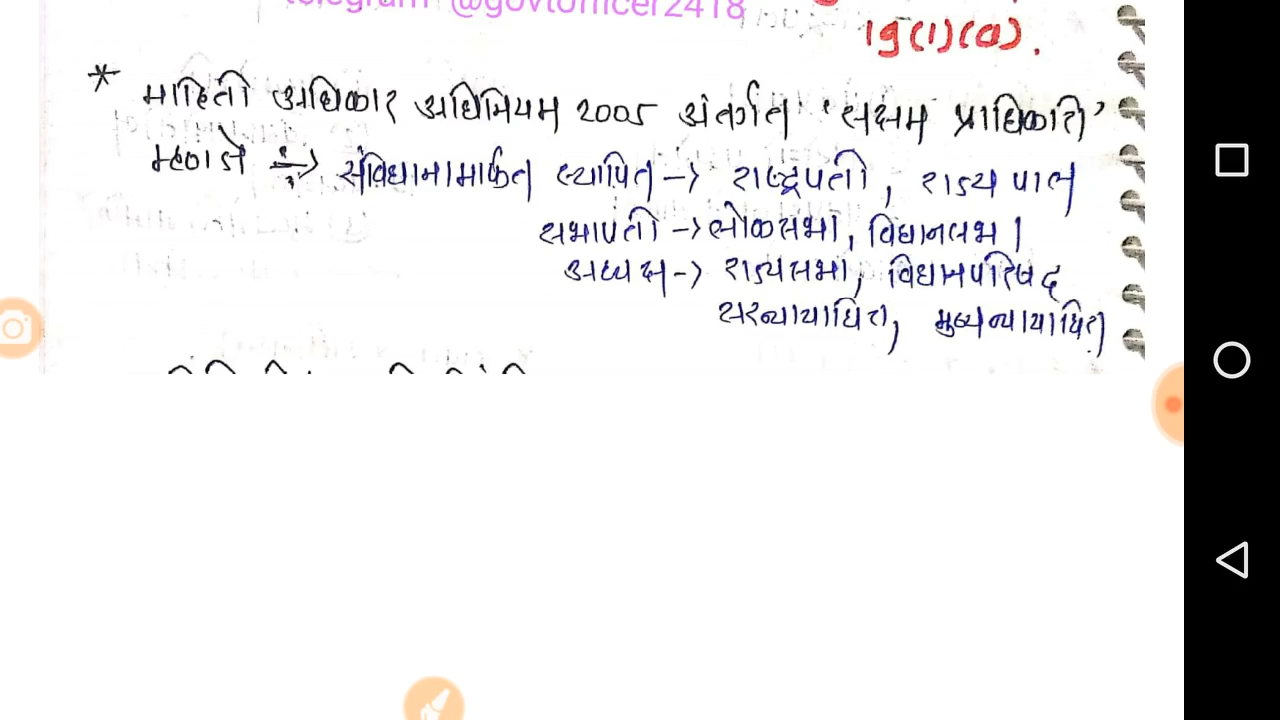 telegram @govtofficer2418
19(1)(a).
* माहिती अधिकार अधिनियम 2005 अंतर्गत 'सक्षम प्राधिकारी'
म्हणजे → संविधानामार्फत स्थापित → राष्ट्रपती, राज्यपाल
सभापती → लोकसभा, विधानसभा
अध्यक्ष → राज्यसभा, विधानपरिषद
सरन्यायाधिश, मुख्यन्यायाधिश